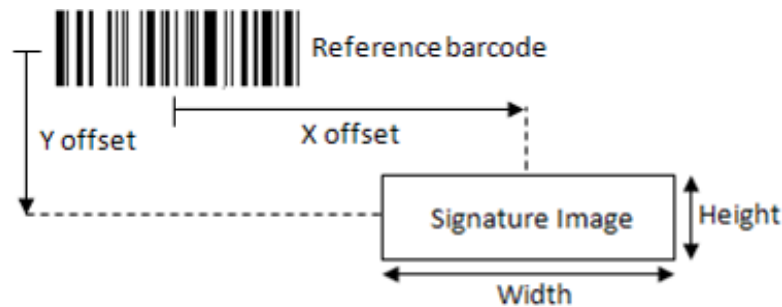 Reference barcode
Y offset
X offset
Signature Image
Height
Width